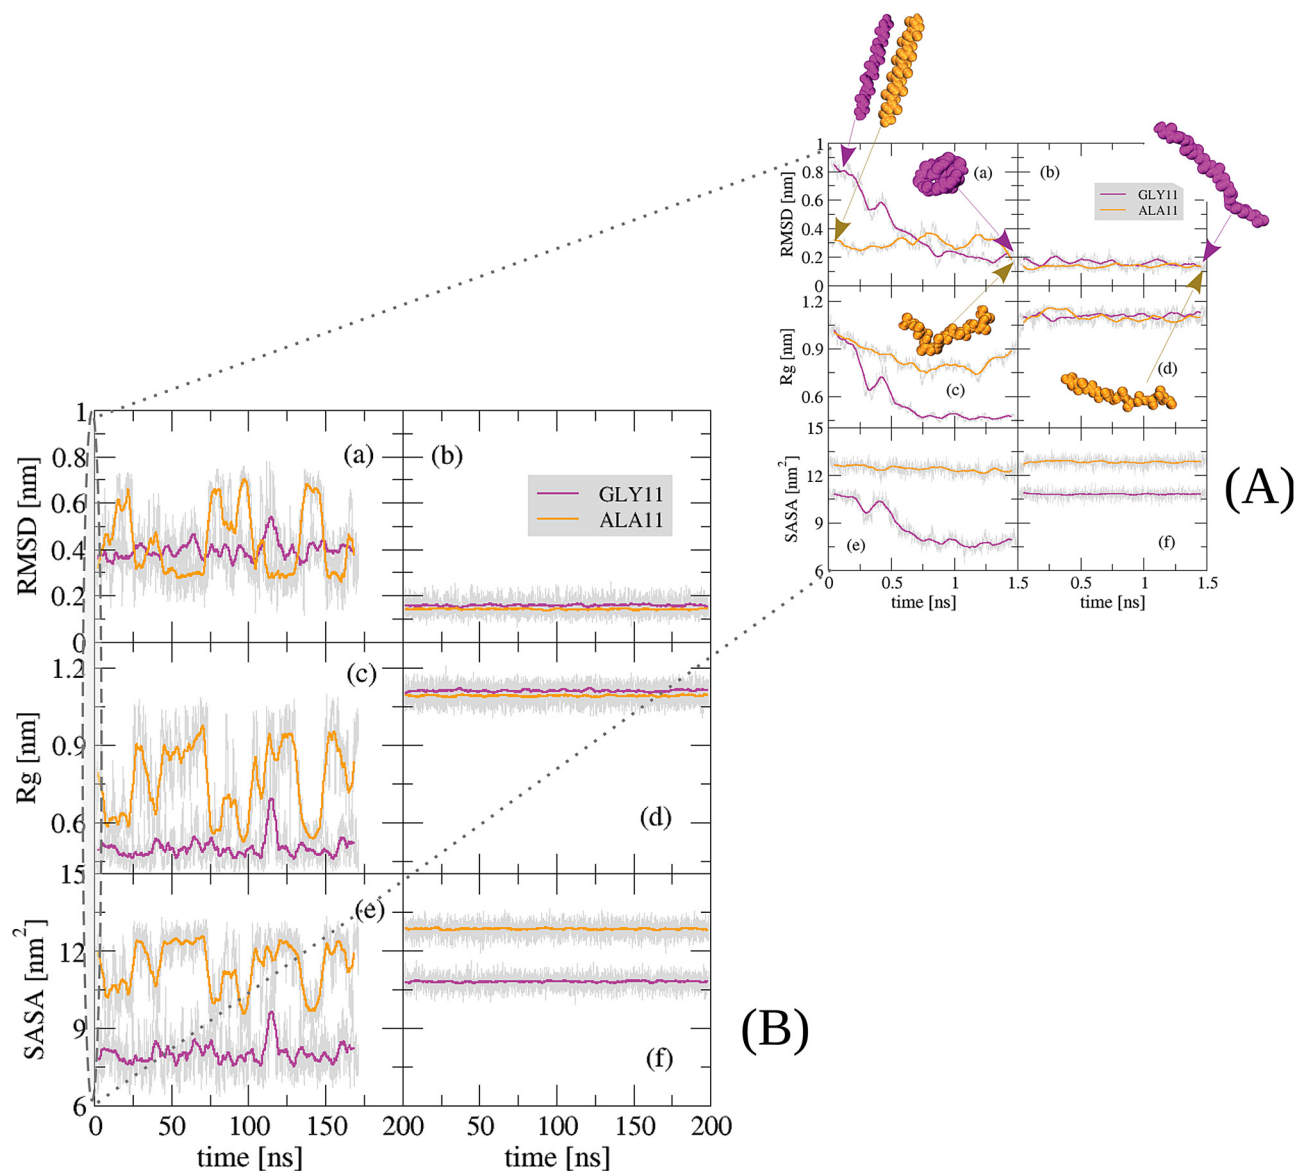 1
0.8
0.6
0.4
0.2
0
RMSD [nm]
(a)
(b)
GLY11
ALA11
1.2
0.9
0.6
Rg [nm]
(c)
(d)
15
12
9
6
SASA [nm²]
(e)
(f)
0
0.5
1
1.5
0.5
1
1.5
time [ns]
time [ns]
(A)
1
0.8
0.6
0.4
0.2
0
RMSD [nm]
(a)
(b)
GLY11
ALA11
1.2
0.9
0.6
Rg [nm]
(c)
(d)
15
12
9
6
SASA [nm²]
(e)
(f)
0
50
100
150
200
50
100
150
200
time [ns]
time [ns]
(B)